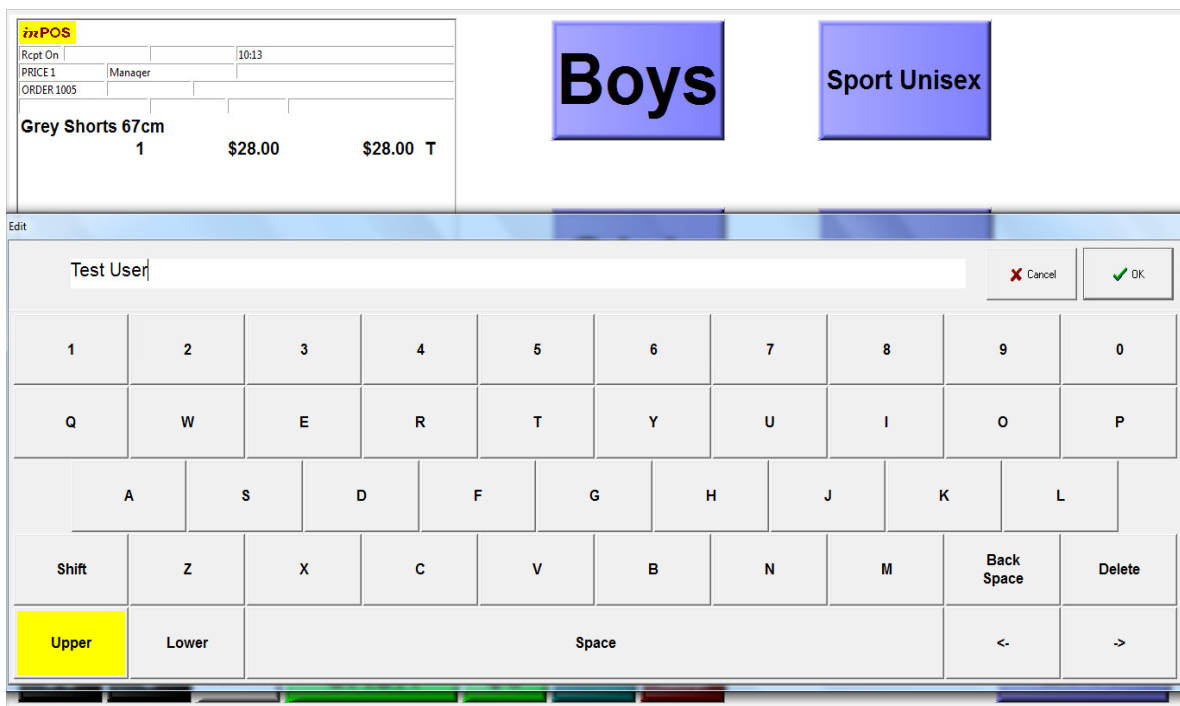 inPOS
Rcpt On 10:13
PRICE 1 Manager
ORDER 1005
Grey Shorts 67cm
1 $28.00 $28.00 T
Boys
Sport Unisex
Edit
Test User
Cancel
OK
1 2 3 4 5 6 7 8 9 0
Q W E R T Y U I O P
A S D F G H J K L
Shift Z X C V B N M Back Space Delete
Upper Lower Space <- ->